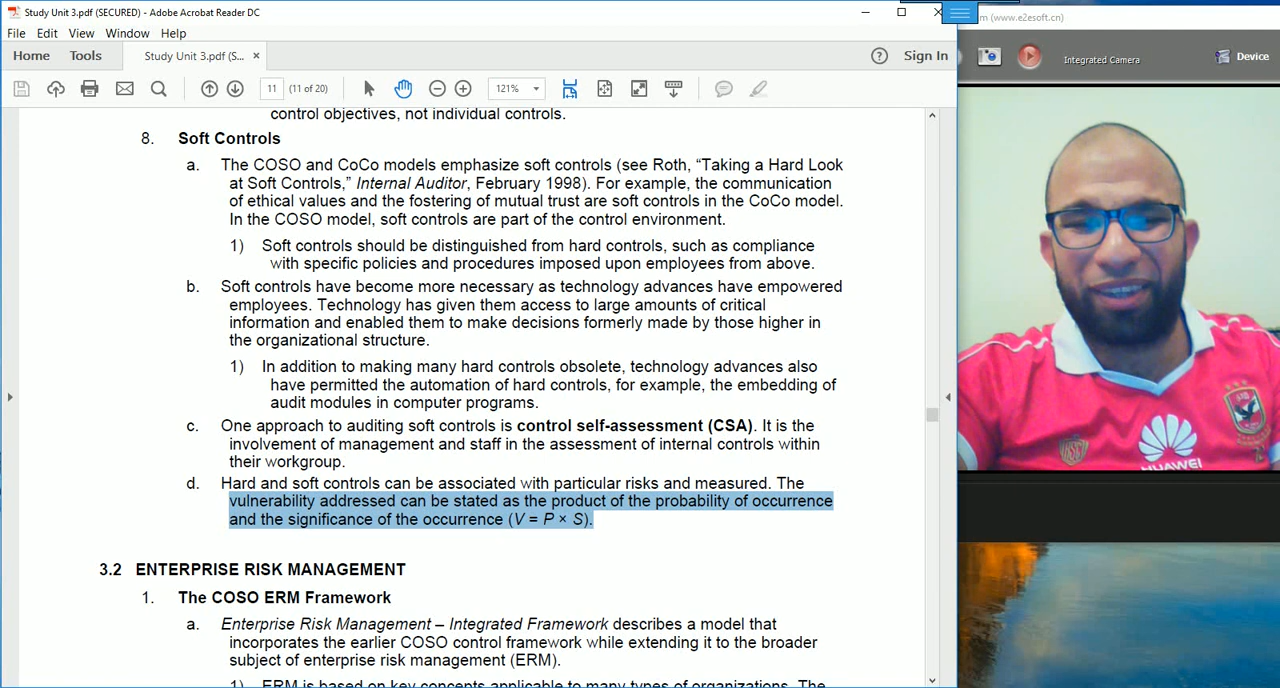 Study Unit 3.pdf (SECURED) - Adobe Acrobat Reader DC
m (www.e2esoft.cn)
File Edit View Window Help
Home Tools Study Unit 3.pdf (S... × Sign In
Integrated Camera Device
11 (11 of 20) 121%
control objectives, not individual controls.
8. Soft Controls
a. The COSO and CoCo models emphasize soft controls (see Roth, “Taking a Hard Look
at Soft Controls,” Internal Auditor, February 1998). For example, the communication
of ethical values and the fostering of mutual trust are soft controls in the CoCo model.
In the COSO model, soft controls are part of the control environment.
1) Soft controls should be distinguished from hard controls, such as compliance
with specific policies and procedures imposed upon employees from above.
b. Soft controls have become more necessary as technology advances have empowered
employees. Technology has given them access to large amounts of critical
information and enabled them to make decisions formerly made by those higher in
the organizational structure.
1) In addition to making many hard controls obsolete, technology advances also
have permitted the automation of hard controls, for example, the embedding of
audit modules in computer programs.
c. One approach to auditing soft controls is control self-assessment (CSA). It is the
involvement of management and staff in the assessment of internal controls within
their workgroup.
d. Hard and soft controls can be associated with particular risks and measured. The
vulnerability addressed can be stated as the product of the probability of occurrence
and the significance of the occurrence (V = P × S).
3.2 ENTERPRISE RISK MANAGEMENT
1. The COSO ERM Framework
a. Enterprise Risk Management – Integrated Framework describes a model that
incorporates the earlier COSO control framework while extending it to the broader
subject of enterprise risk management (ERM).
1) ERM is based on key concepts applicable to many types of organizations. The
HUAWEI